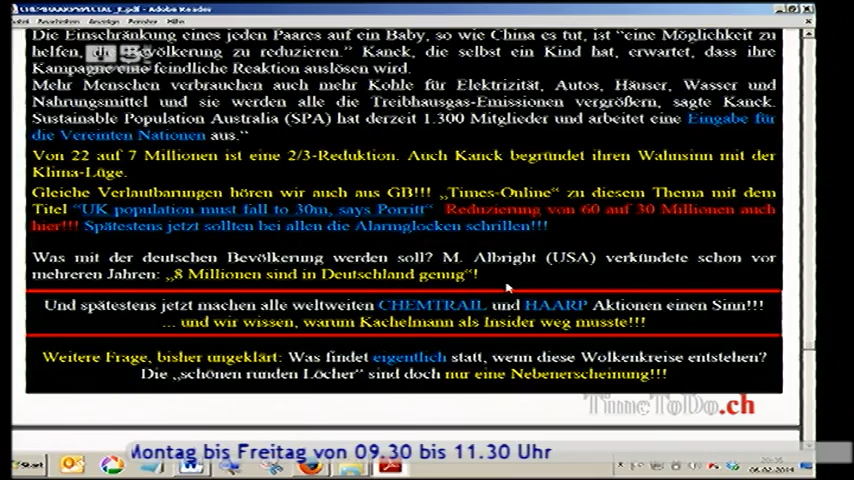 CHEMHAARPSPECIAL_R.pdf - Adobe Reader
Datei Bearbeiten Anzeige Fenster Hilfe
Die Einschränkung eines jeden Paares auf ein Baby, so wie China es tut, ist "eine Möglichkeit zu
helfen, die Bevölkerung zu reduzieren." Kanck, die selbst ein Kind hat, erwartet, dass ihre
Kampagne eine feindliche Reaktion auslösen wird.
Mehr Menschen verbrauchen auch mehr Kohle für Elektrizität, Autos, Häuser, Wasser und
Nahrungsmittel und sie werden alle die Treibhausgas-Emissionen vergrößern, sagte Kanck.
Sustainable Population Australia (SPA) hat derzeit 1.300 Mitglieder und arbeitet eine Eingabe für
die Vereinten Nationen aus."
Von 22 auf 7 Millionen ist eine 2/3-Reduktion. Auch Kanck begründet ihren Wahnsinn mit der
Klima-Lüge.
Gleiche Verlautbarungen hören wir auch aus GB!!! „Times-Online" zu diesem Thema mit dem
Titel "UK population must fall to 30m, says Porritt" Reduzierung von 60 auf 30 Millionen auch
hier!!! Spätestens jetzt sollten bei allen die Alarmglocken schrillen!!!
Was mit der deutschen Bevölkerung werden soll? M. Albright (USA) verkündete schon vor
mehreren Jahren: „8 Millionen sind in Deutschland genug"!
Und spätestens jetzt machen alle weltweiten CHEMTRAIL und HAARP Aktionen einen Sinn!!!
... und wir wissen, warum Kachelmann als Insider weg musste!!!
Weitere Frage, bisher ungeklärt: Was findet eigentlich statt, wenn diese Wolkenkreise entstehen?
Die „schönen runden Löcher" sind doch nur eine Nebenerscheinung!!!
TimeToDo.ch
Montag bis Freitag von 09.30 bis 11.30 Uhr
Start